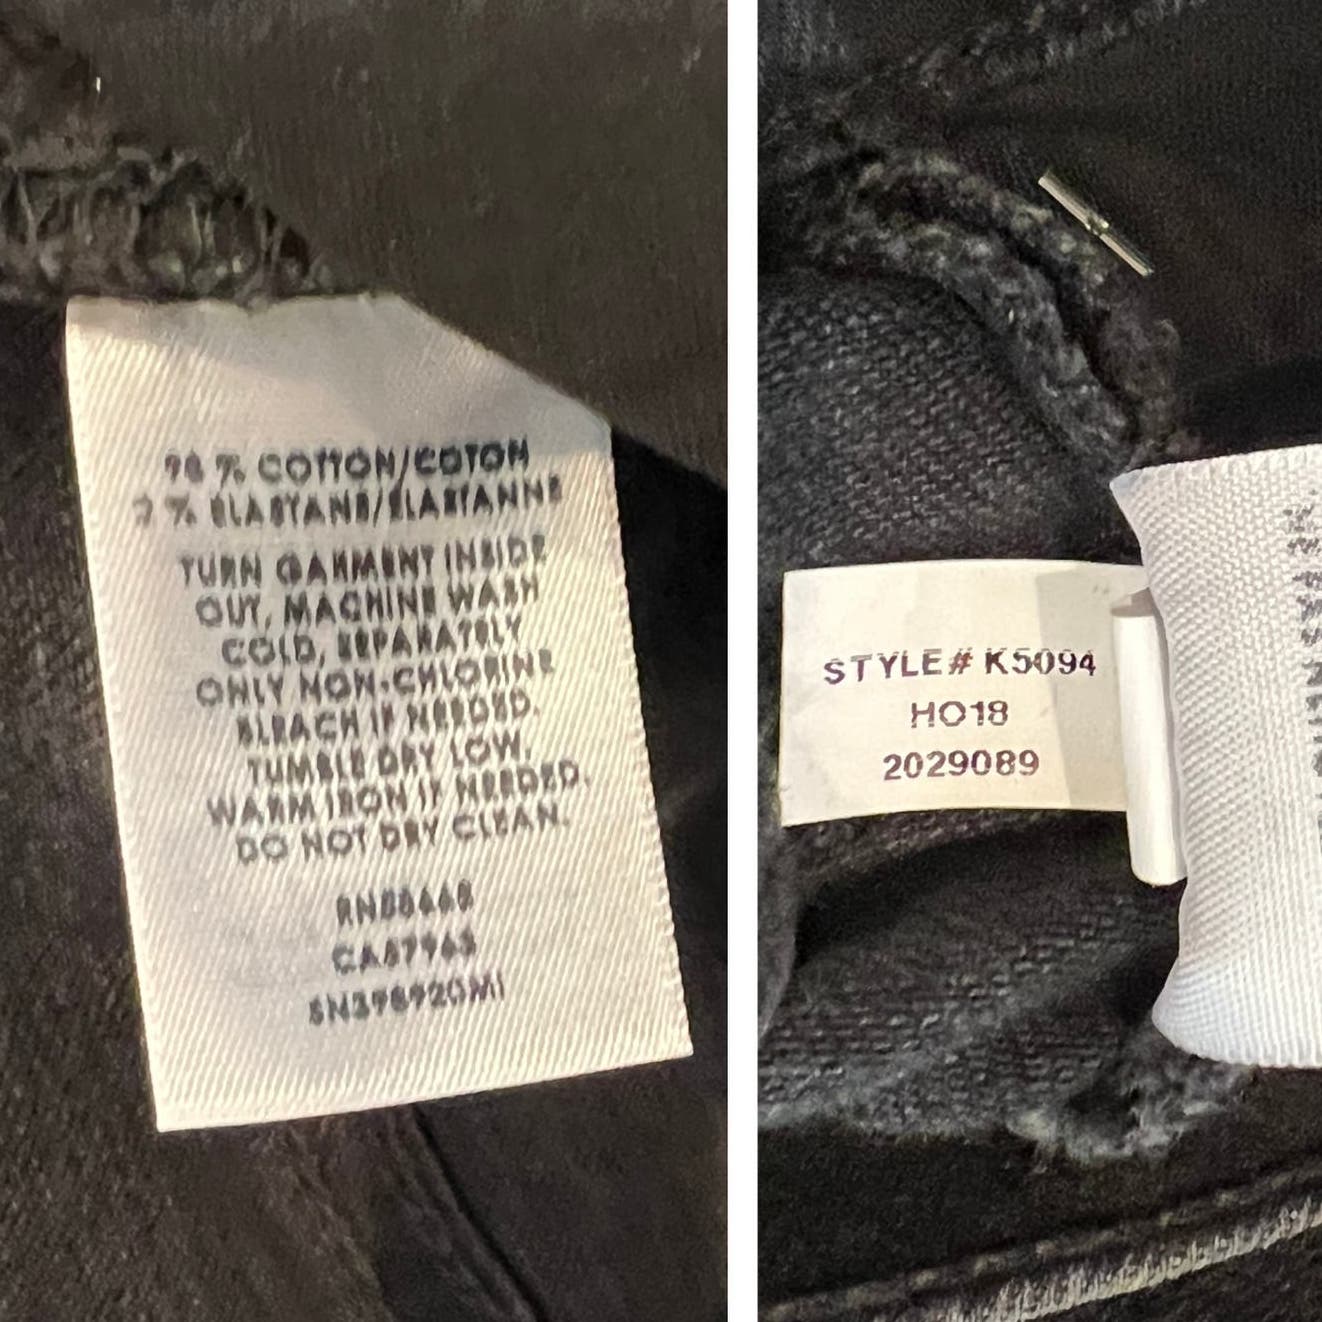 98 % COTTON/COTON
2 % ELASTANE/ELASTANNE
TURN GARMENT INSIDE
OUT, MACHINE WASH
COLD, SEPARATELY
ONLY NON-CHLORINE
BLEACH IF NEEDED.
TUMBLE DRY LOW.
WARM IRON IF NEEDED.
DO NOT DRY CLEAN.
CA57963
STYLE# K5094
HO18
2029089